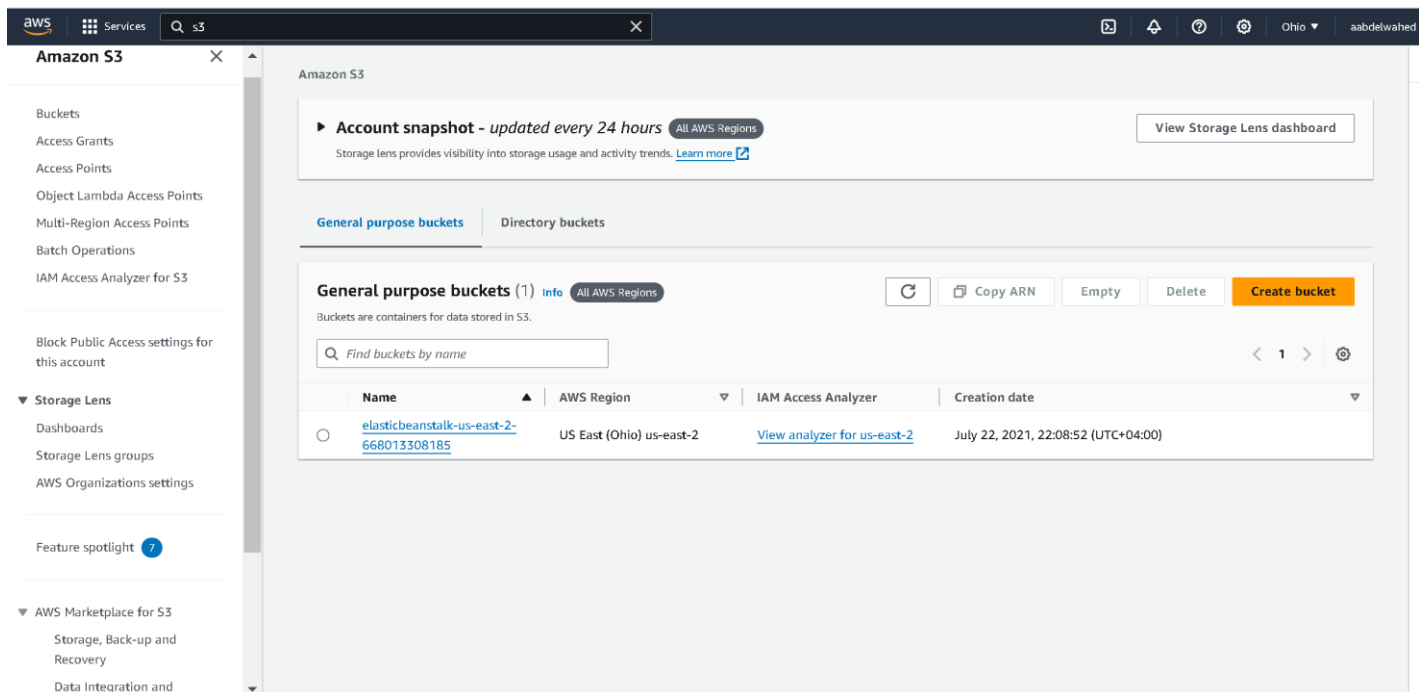 aws
Services
s3
Ohio
aabdelwahed
Amazon S3
Buckets
Access Grants
Access Points
Object Lambda Access Points
Multi-Region Access Points
Batch Operations
IAM Access Analyzer for S3
Block Public Access settings for
this account
Storage Lens
Dashboards
Storage Lens groups
AWS Organizations settings
Feature spotlight 7
AWS Marketplace for S3
Storage, Back-up and
Recovery
Data Integration and
Amazon S3
Account snapshot - updated every 24 hours All AWS Regions
View Storage Lens dashboard
Storage lens provides visibility into storage usage and activity trends. Learn more
General purpose buckets Directory buckets
General purpose buckets (1) Info All AWS Regions
Copy ARN Empty Delete Create bucket
Buckets are containers for data stored in S3.
Find buckets by name
1
Name AWS Region IAM Access Analyzer Creation date
elasticbeanstalk-us-east-2-
668013308185
US East (Ohio) us-east-2 View analyzer for us-east-2 July 22, 2021, 22:08:52 (UTC+04:00)